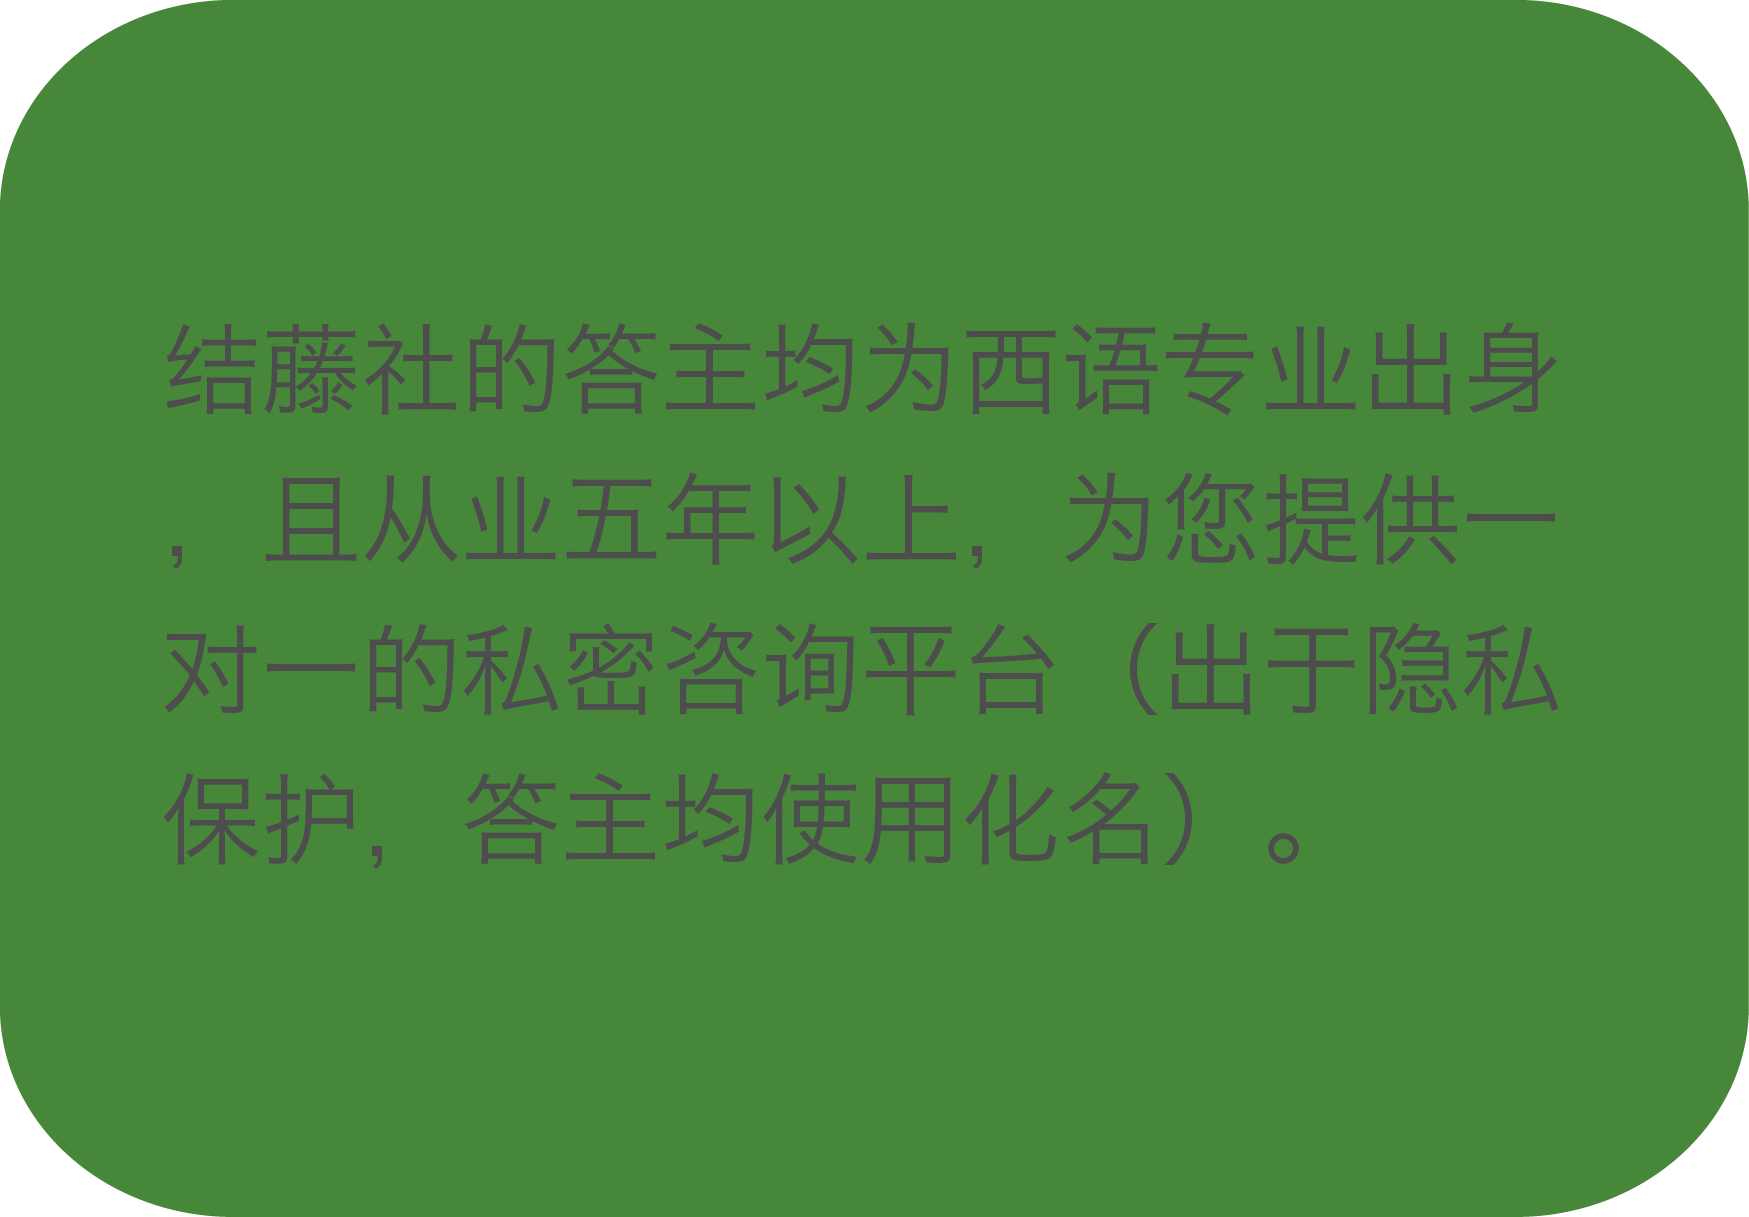 结藤社的答主均为西语专业出身
，且从业五年以上，为您提供一
对一的私密咨询平台（出于隐私
保护，答主均使用化名）。